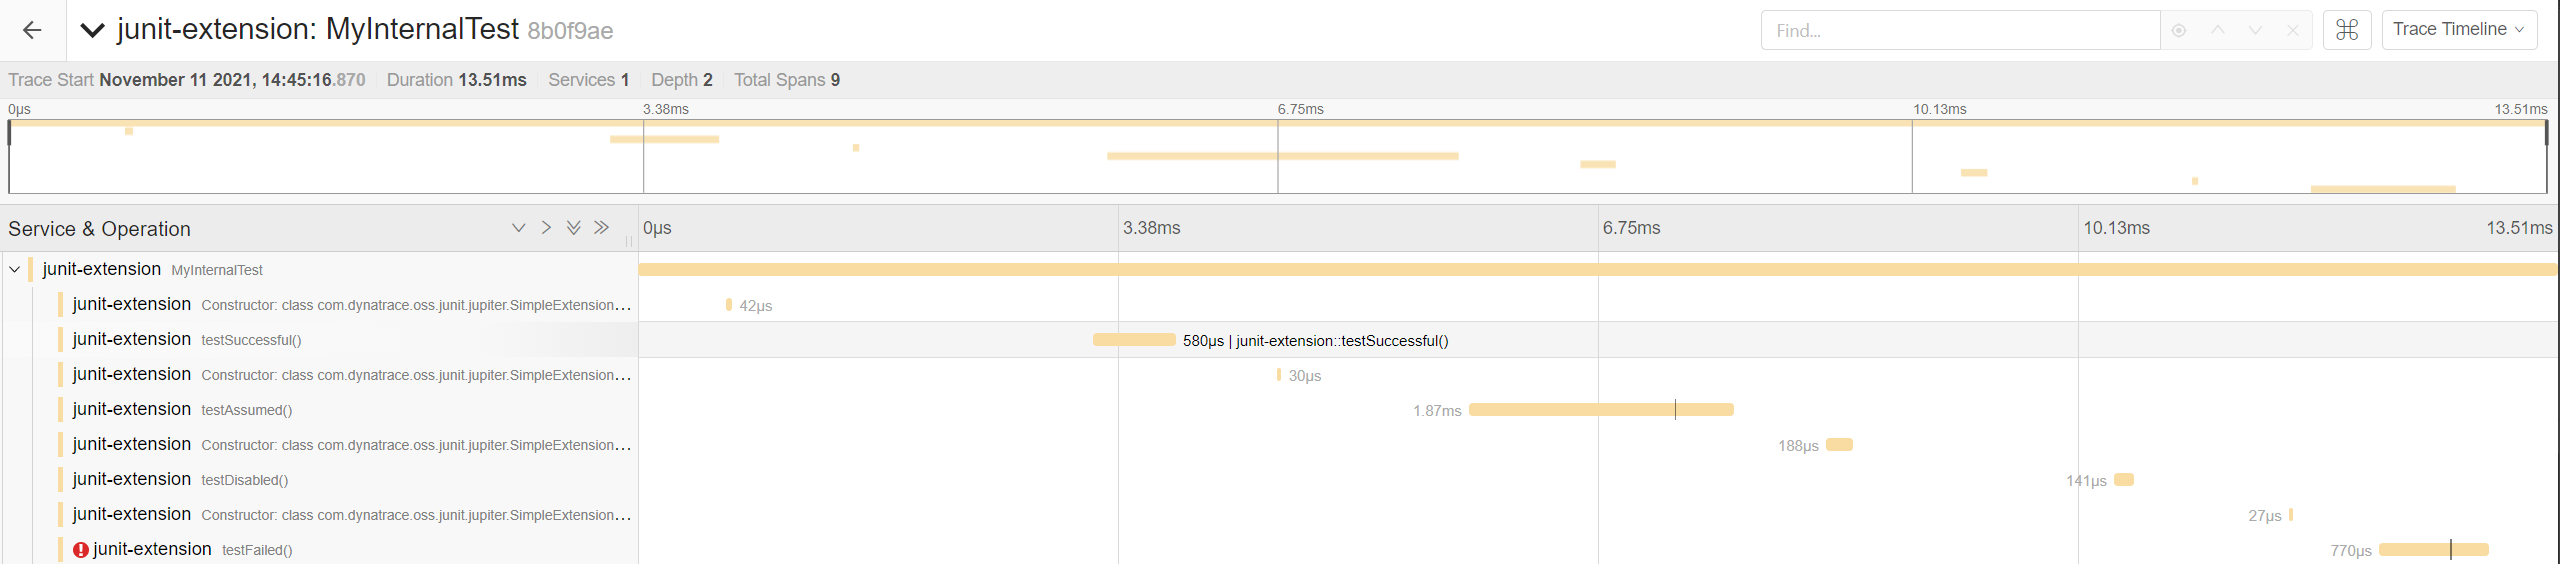 junit-extension: MyInternalTest 8b0f9ae
Find...
Trace Timeline
Trace Start November 11 2021, 14:45:16.870 Duration 13.51ms Services 1 Depth 2 Total Spans 9
0μs 3.38ms 6.75ms 10.13ms 13.51ms
Service & Operation 0μs 3.38ms 6.75ms 10.13ms 13.51ms
junit-extension MyInternalTest
junit-extension Constructor: class com.dynatrace.oss.junit.jupiter.SimpleExtension... 42μs
junit-extension testSuccessful() 580μs | junit-extension::testSuccessful()
junit-extension Constructor: class com.dynatrace.oss.junit.jupiter.SimpleExtension... 30μs
junit-extension testAssumed() 1.87ms
junit-extension Constructor: class com.dynatrace.oss.junit.jupiter.SimpleExtension... 188μs
junit-extension testDisabled() 141μs
junit-extension Constructor: class com.dynatrace.oss.junit.jupiter.SimpleExtension... 27μs
junit-extension testFailed() 770μs